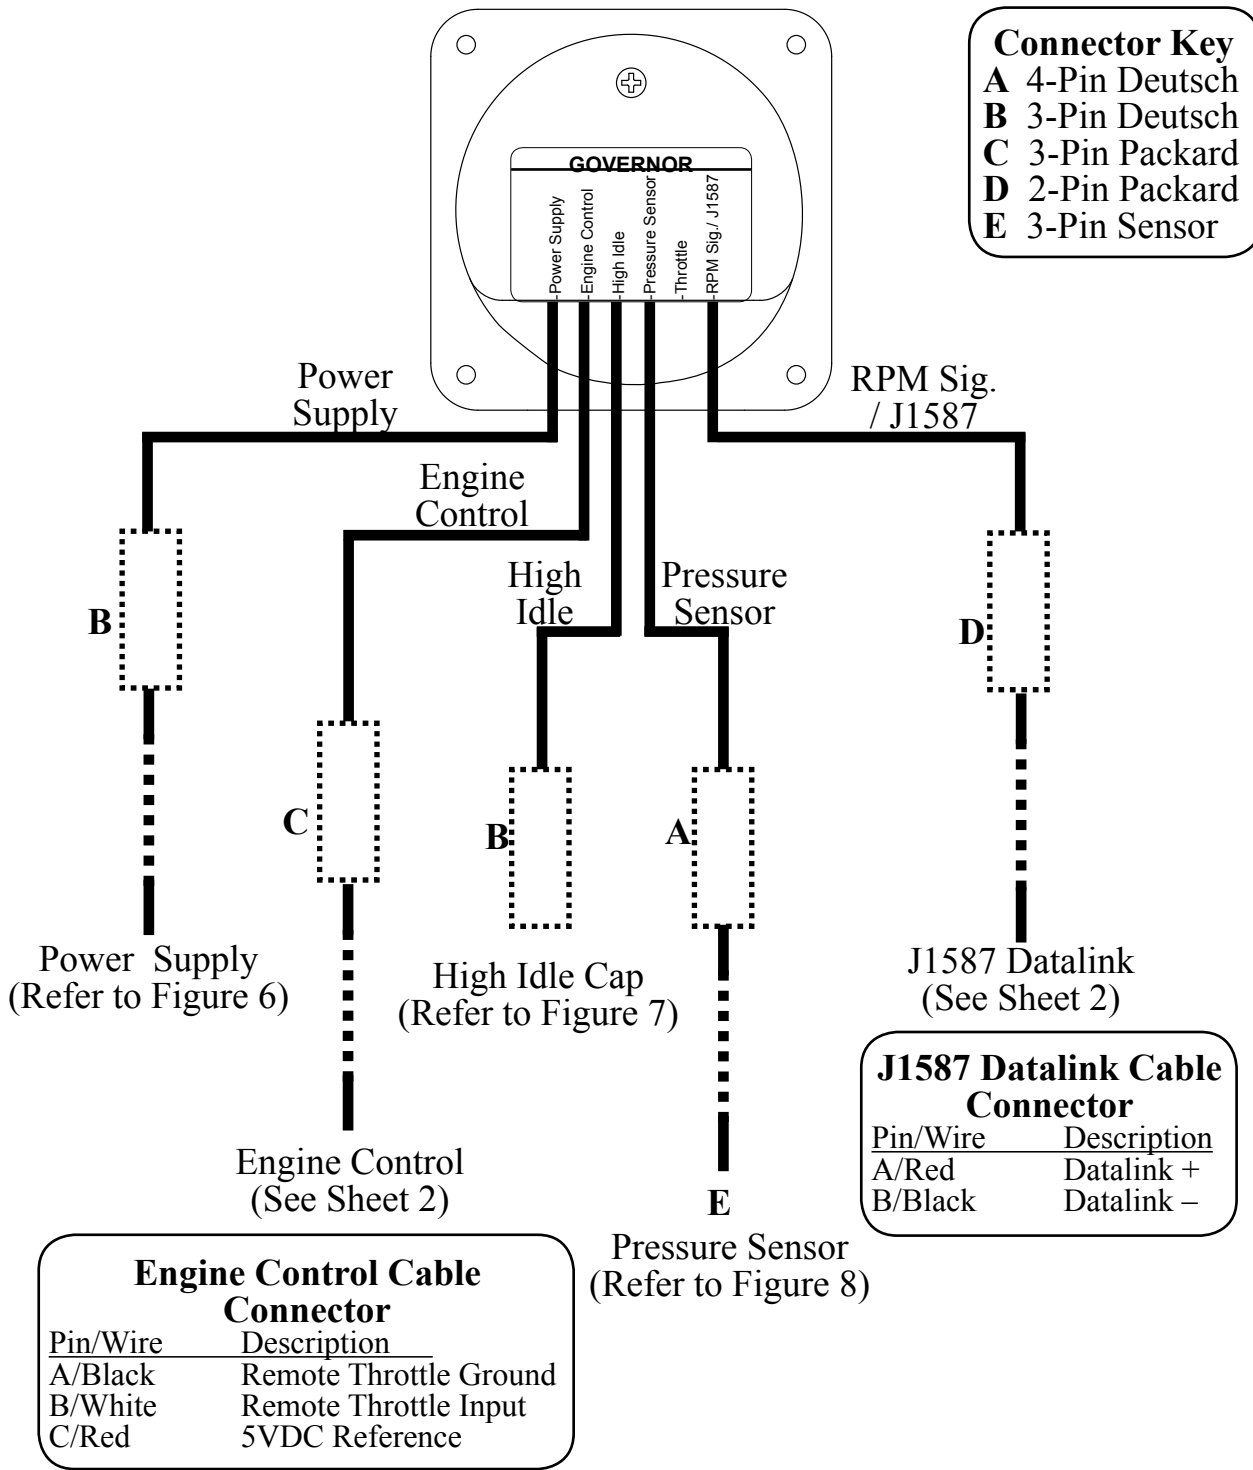 Connector Key
A 4-Pin Deutsch
B 3-Pin Deutsch
C 3-Pin Packard
D 2-Pin Packard
E 3-Pin Sensor
GOVERNOR
-Power Supply
-Engine Control
-High Idle
-Pressure Sensor
-Throttle
-RPM Sig./ J1587
Power
Supply
RPM Sig.
/ J1587
Engine
Control
High
Idle
Pressure
Sensor
B
D
C
B
A
Power Supply
(Refer to Figure 6)
High Idle Cap
(Refer to Figure 7)
J1587 Datalink
(See Sheet 2)
J1587 Datalink Cable
Connector
Pin/Wire Description
A/Red Datalink +
B/Black Datalink –
Engine Control
(See Sheet 2)
E
Pressure Sensor
(Refer to Figure 8)
Engine Control Cable
Connector
Pin/Wire Description
A/Black Remote Throttle Ground
B/White Remote Throttle Input
C/Red 5VDC Reference